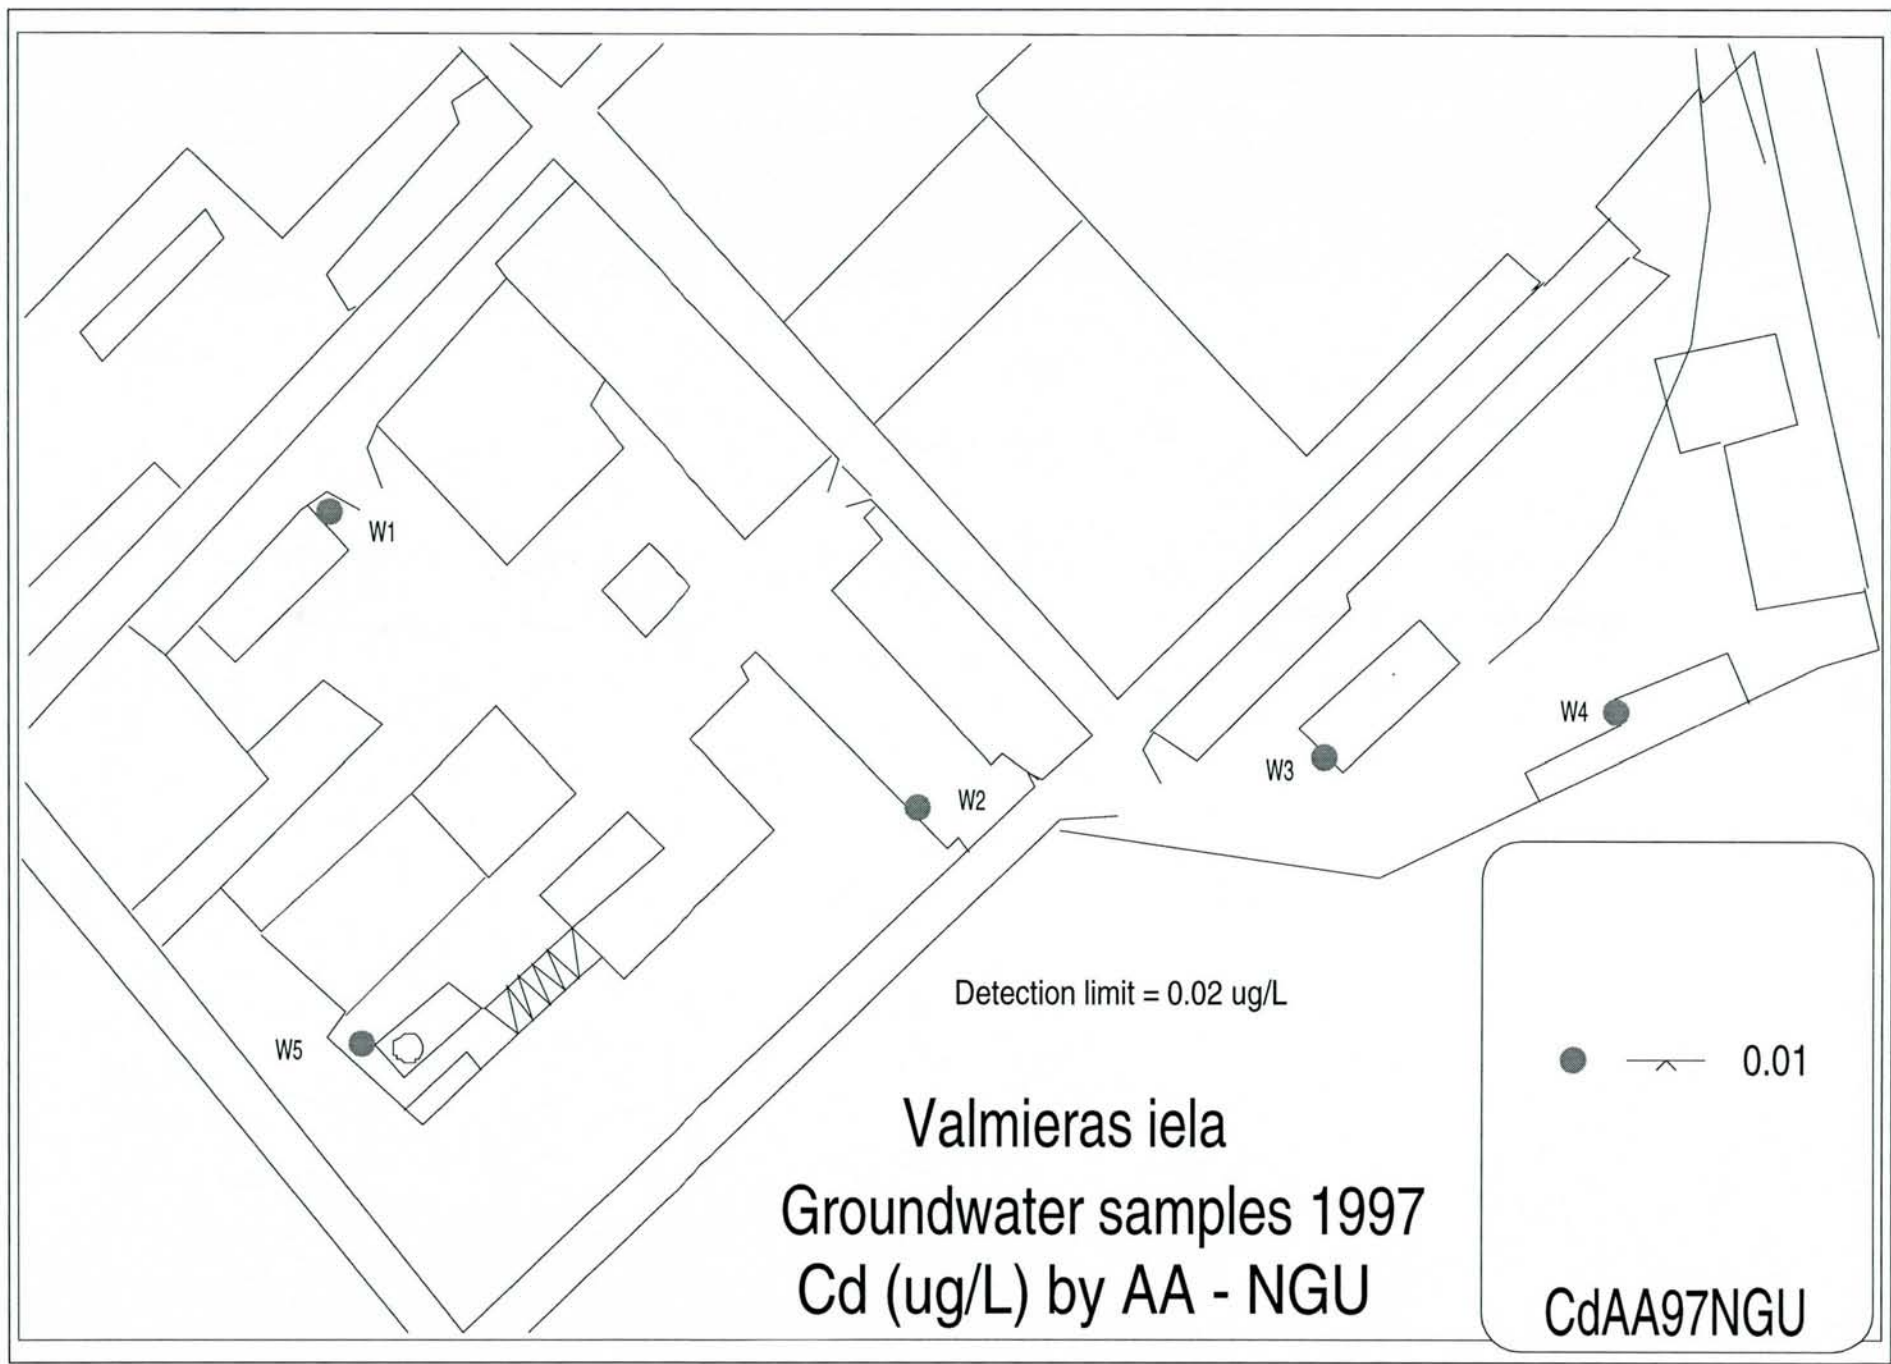 W1
W2
W3
W4
W5
Detection limit = 0.02 ug/L
0.01
Valmieras iela
Groundwater samples 1997
Cd (ug/L) by AA - NGU
CdAA97NGU